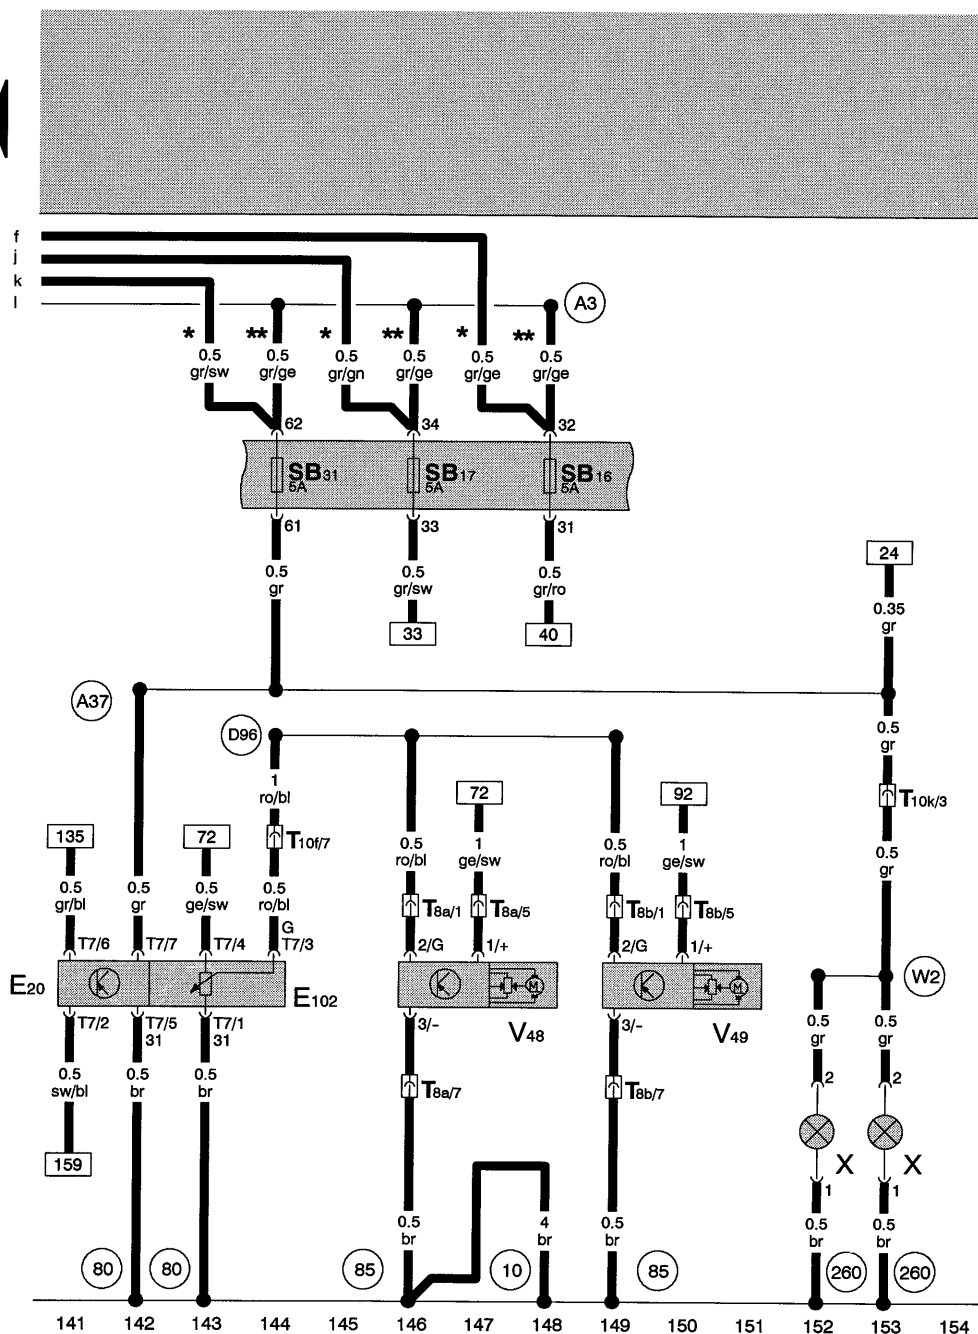 f
j
k
l
A3
* ** * ** * **
0.5 0.5 0.5 0.5 0.5 0.5
gr/sw gr/ge gr/gn gr/ge gr/ge gr/ge
62 34 32
SB31 SB17 SB16
5A 5A 5A
61 33 31
24
0.5 0.5 0.5
gr gr/sw gr/ro
0.35
gr
33 40
A37
D96
0.5
gr
1
ro/bl
72 92
T10k/3
135 72
T10f/7
0.5 1 0.5 1
ro/bl ge/sw ro/bl ge/sw
0.5
gr
0.5 0.5 0.5 0.5
gr/bl gr ge/sw ro/bl
T8a/1 T8a/5 T8b/1 T8b/5
G
T7/6 T7/7 T7/4 T7/3
2/G 1/+ 2/G 1/+
W2
E20 E102
M M
T7/2 T7/5 T7/1
31 31
3/- 3/-
V48 V49
0.5 0.5
gr gr
0.5 0.5 0.5
sw/bl br br
T8a/7 T8b/7
2 2
159
X X
1 1
0.5 4 0.5 0.5 0.5
br br br br br
80 80 85 10 85 260 260
141 142 143 144 145 146 147 148 149 150 151 152 153 154